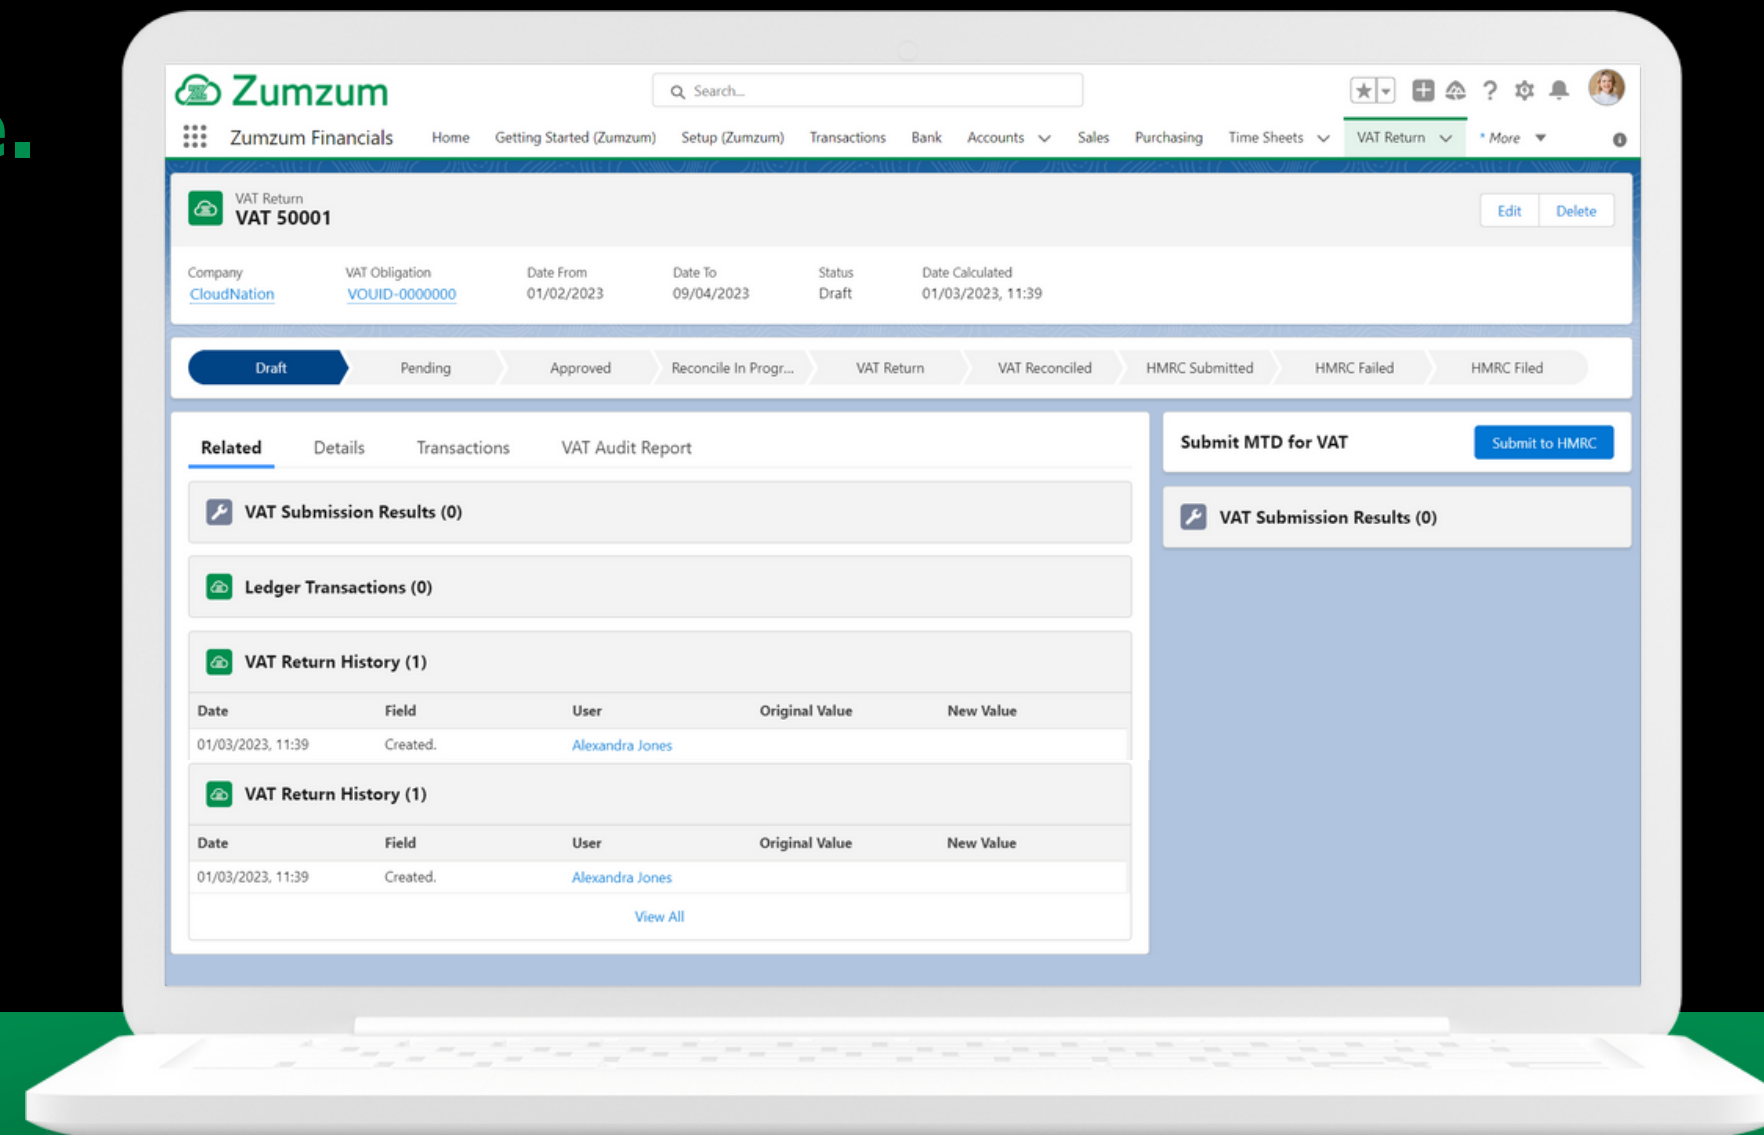 e.
Zumzum
Search...
Zumzum Financials Home Getting Started (Zumzum) Setup (Zumzum) Transactions Bank Accounts Sales Purchasing Time Sheets VAT Return * More
VAT Return
VAT 50001
Edit Delete
Company VAT Obligation Date From Date To Status Date Calculated
CloudNation VOUID-0000000 01/02/2023 09/04/2023 Draft 01/03/2023, 11:39
Draft Pending Approved Reconcile In Progr... VAT Return VAT Reconciled HMRC Submitted HMRC Failed HMRC Filed
Related Details Transactions VAT Audit Report
VAT Submission Results (0)
Ledger Transactions (0)
VAT Return History (1)
Date Field User Original Value New Value
01/03/2023, 11:39 Created. Alexandra Jones
VAT Return History (1)
Date Field User Original Value New Value
01/03/2023, 11:39 Created. Alexandra Jones
View All
Submit MTD for VAT Submit to HMRC
VAT Submission Results (0)